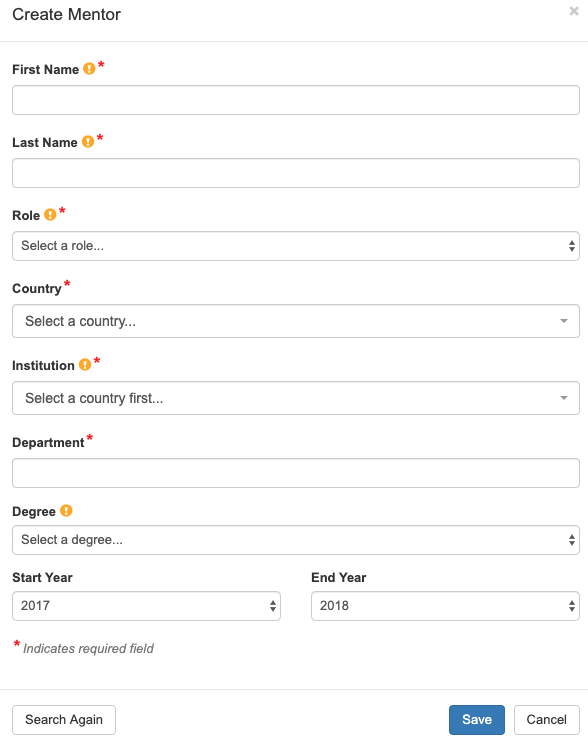 Create Mentor ×
First Name ! *
Last Name ! *
Role ! *
Select a role...
Country *
Select a country...
Institution ! *
Select a country first...
Department *
Degree !
Select a degree...
Start Year End Year
2017 2018
* Indicates required field
Search Again Save Cancel